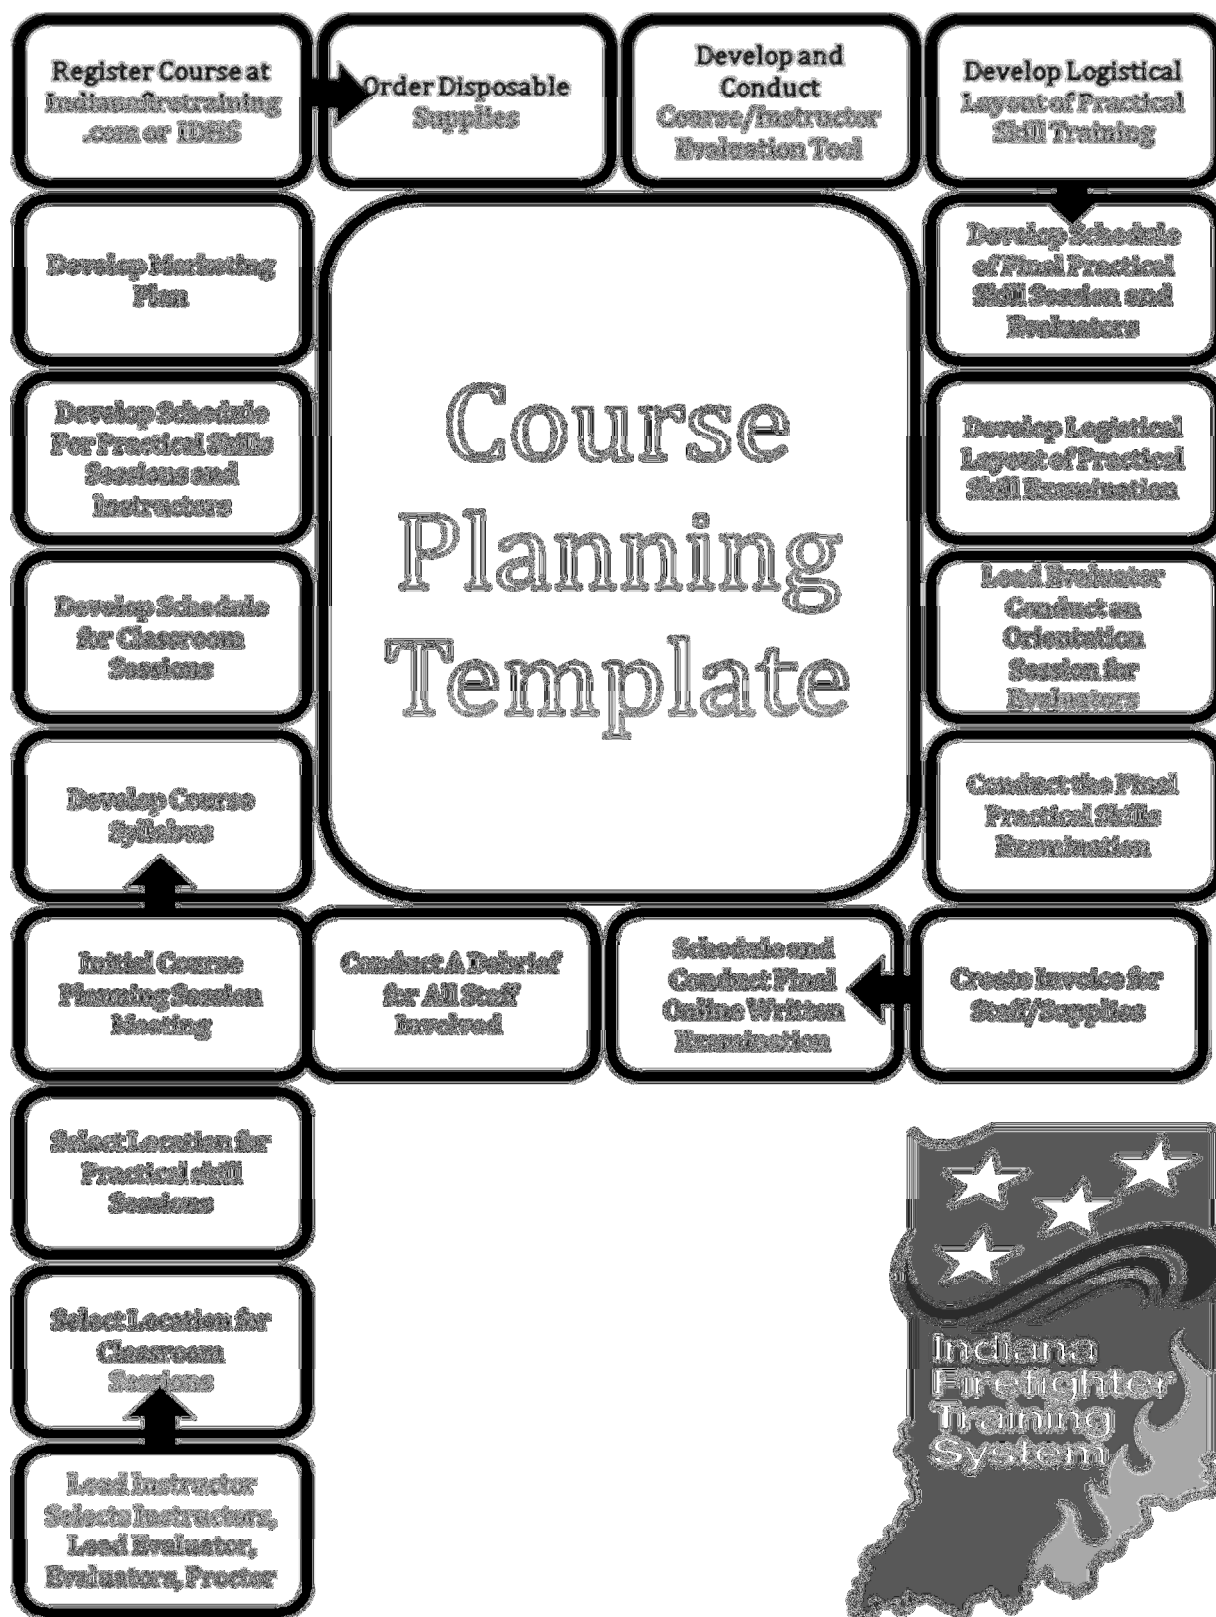 Register Course at
Indianafiretraining
.com or IDHS
Order Disposable
Supplies
Develop and
Conduct
Course/Instructor
Evaluation Tool
Develop Logistical
Layout of Practical
Skill Training
Develop Marketing
Plan
Develop Schedule
of Final Practical
Skill Session and
Evaluators
Develop Schedule
For Practical Skills
Sessions and
Instructors
Course
Planning
Template
Develop Logistical
Layout of Practical
Skill Examination
Develop Schedule
for Classroom
Sessions
Lead Evaluator
Conduct an
Orientation
Session for
Evaluators
Develop Course
Syllabus
Conduct the Final
Practical Skills
Examination
Initial Course
Planning Session
Meeting
Conduct A Debrief
for All Staff
Involved
Schedule and
Conduct Final
Online Written
Examination
Create Invoice for
Staff/Supplies
Select Location for
Practical skill
Sessions
Select Location for
Classroom
Sessions
Lead Instructor
Selects Instructors,
Lead Evaluator,
Evaluators, Proctor
Indiana
Firefighter
Training
System